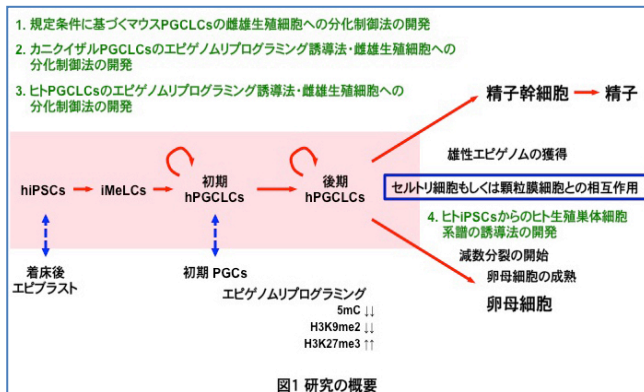 1. 規定条件に基づくマウスPGCLCsの雌雄生殖細胞への分化制御法の開発
2. カニクイザルPGCLCsのエピゲノムリプログラミング誘導法・雌雄生殖細胞への
分化制御法の開発
3. ヒトPGCLCsのエピゲノムリプログラミング誘導法・雌雄生殖細胞への
分化制御法の開発
精子幹細胞
精子
雄性エピゲノムの獲得
hiPSCs
iMeLCs
初期
hPGCLCs
後期
hPGCLCs
セルトリ細胞もしくは顆粒膜細胞との相互作用
4. ヒトiPSCsからのヒト生殖巣体細胞
系譜の誘導法の開発
減数分裂の開始
卵母細胞の成熟
卵母細胞
着床後
エピブラスト
初期 PGCs
エピゲノムリプログラミング
5mC ↓↓
H3K9me2 ↓↓
H3K27me3 ↑↑
図1 研究の概要